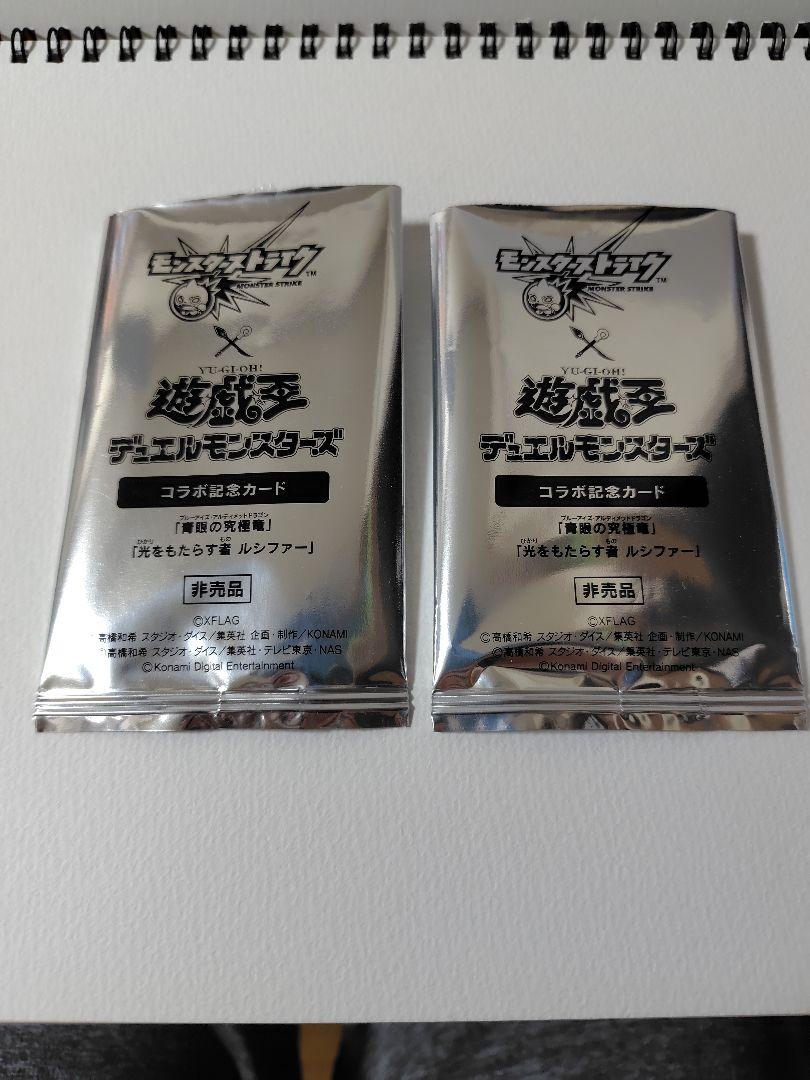 モンスターストライク™
MONSTER STRIKE
YU-GI-OH!
遊戯王
デュエルモンスターズ
コラボ記念カード
ブルーアイズ・アルティメットドラゴン
「青眼の究極竜」
ひかり もの
「光をもたらす者 ルシファー」
非売品
©XFLAG
高橋和希 スタジオ・ダイス/集英社 企画・制作/KONAMI
©高橋和希 スタジオ・ダイス/集英社・テレビ東京・NAS
©Konami Digital Entertainment
モンスターストライク™
MONSTER STRIKE
YU-GI-OH!
遊戯王
デュエルモンスターズ
コラボ記念カード
ブルーアイズ・アルティメットドラゴン
「青眼の究極竜」
ひかり もの
「光をもたらす者 ルシファー」
非売品
©XFLAG
©高橋和希 スタジオ・ダイス/集英社 企画・制作/KONAMI
©高橋和希 スタジオ・ダイス/集英社・テレビ東京・NAS
©Konami Digital Entertainment